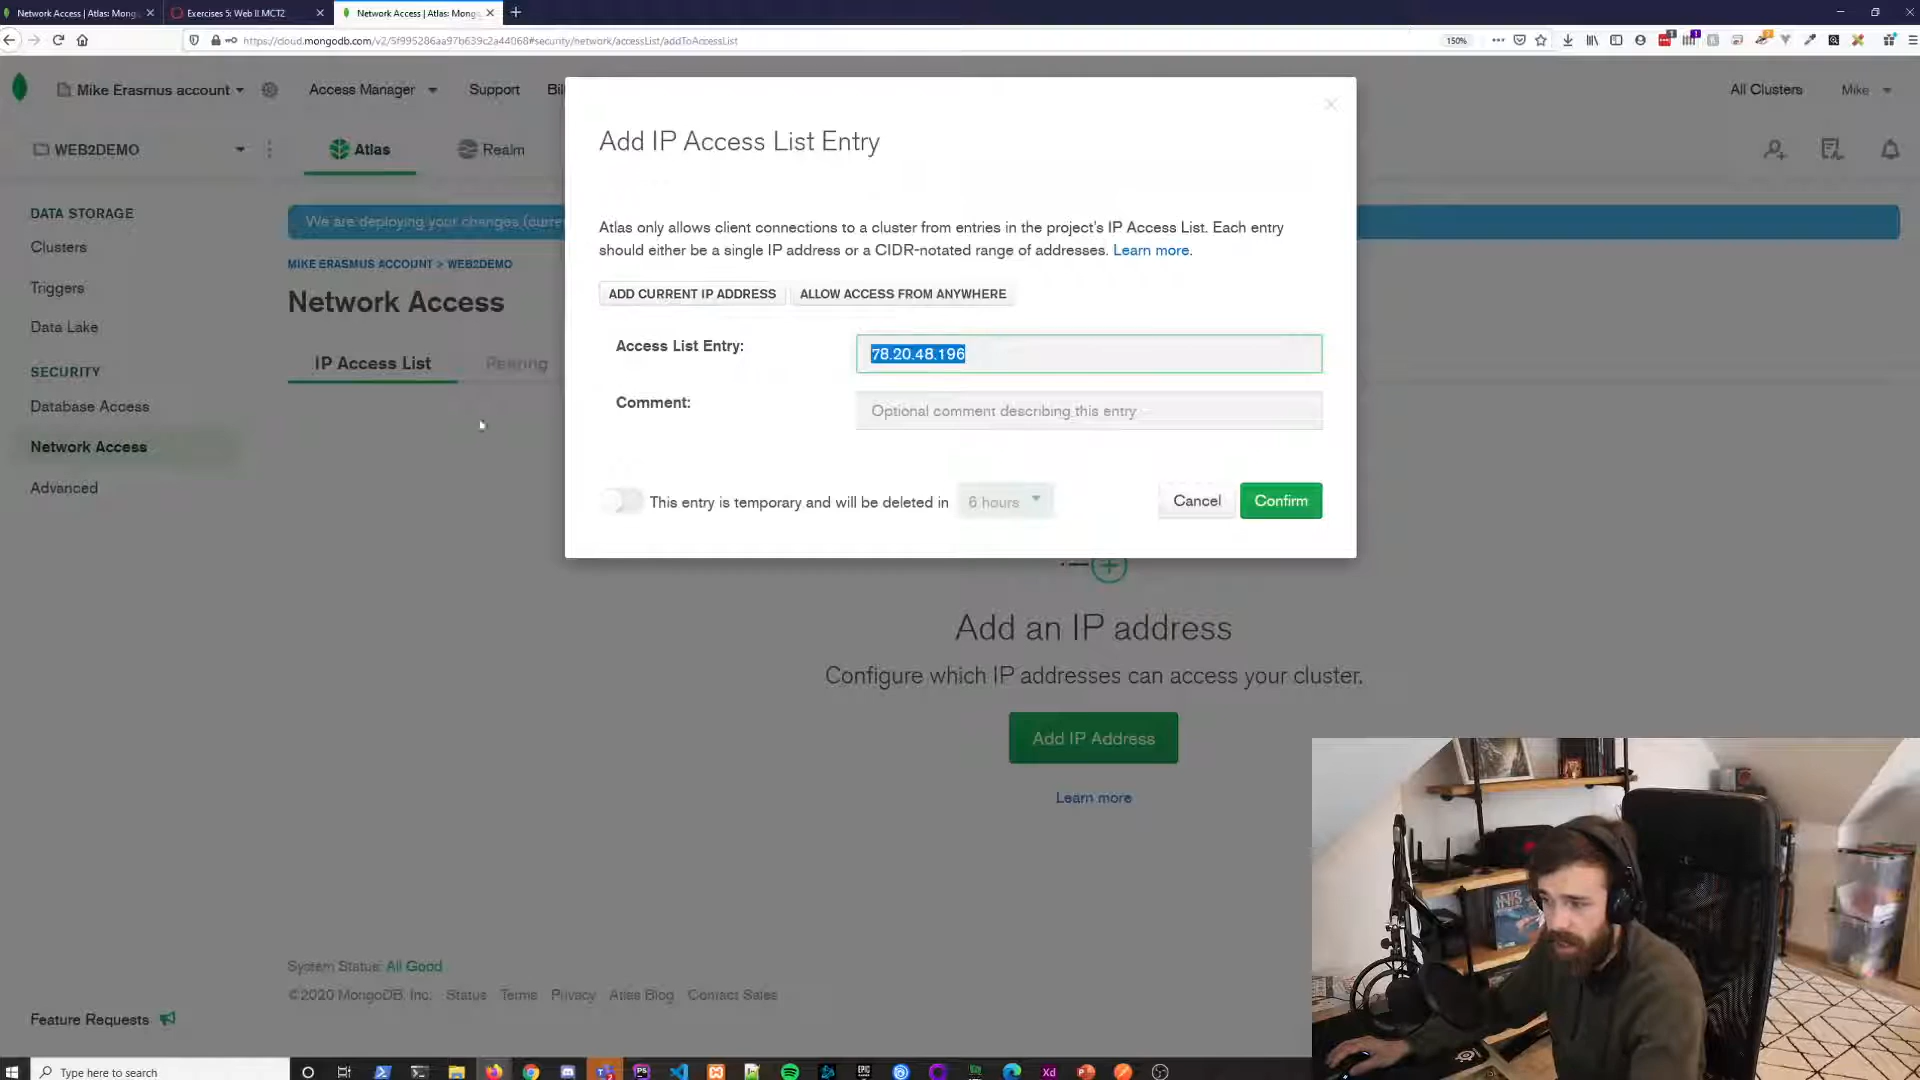 Network Access | Atlas: Mong
Exercises 5: Web II MCT2
Network Access | Atlas: Mong
https://cloud.mongodb.com/v2/5f995286aa97b639c2a44068#security/network/accessList/addToAccessList
150%
Mike Erasmus account
Access Manager
Support
Bil
All Clusters
Mike
WEB2DEMO
Atlas
Realm
DATA STORAGE
Clusters
Triggers
Data Lake
SECURITY
Database Access
Network Access
Advanced
Feature Requests
We are deploying your changes (curre
MIKE ERASMUS ACCOUNT > WEB2DEMO
Network Access
IP Access List
Peering
Add IP Access List Entry
Atlas only allows client connections to a cluster from entries in the project's IP Access List. Each entry
should either be a single IP address or a CIDR-notated range of addresses. Learn more.
ADD CURRENT IP ADDRESS
ALLOW ACCESS FROM ANYWHERE
Access List Entry:
78.20.48.196
Comment:
Optional comment describing this entry
This entry is temporary and will be deleted in
6 hours
Cancel
Confirm
Add an IP address
Configure which IP addresses can access your cluster.
Add IP Address
Learn more
System Status: All Good
©2020 MongoDB, Inc.
Status
Terms
Privacy
Atlas Blog
Contact Sales
Type here to search